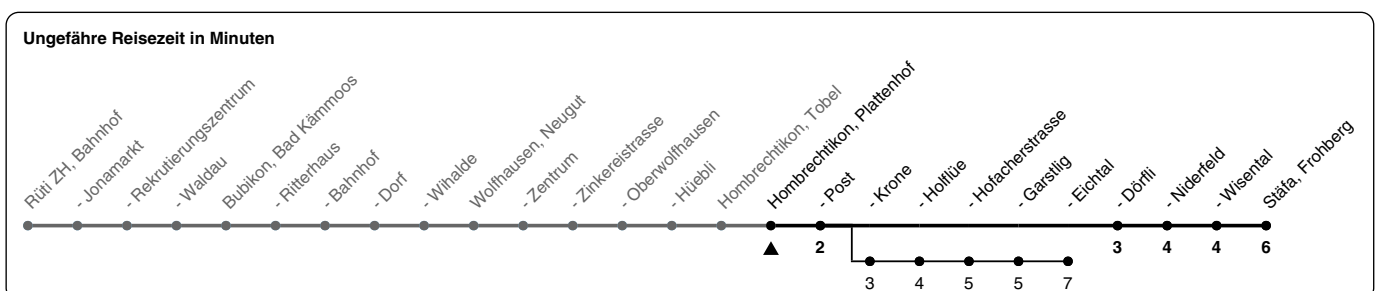 Ungefähre Reisezeit in Minuten
Rüti ZH, Bahnhof
- Jonamarkt
- Rekrutierungszentrum
- Waldau
Bubikon, Bad Kämmoos
- Ritterhaus
- Bahnhof
- Dorf
- Wihalde
Wolfhausen, Neugut
- Zentrum
- Zinkereistrasse
- Oberwolfhausen
- Hüebli
Hombrechtikon, Tobel
Hombrechtikon, Plattenhof
- Post
- Krone
- Holflüe
- Hofacherstrasse
- Garstlig
- Eichtal
- Dörfli
- Niderfeld
- Wisental
Stäfa, Frohberg
2 3 4 4 6
3 4 5 5 7